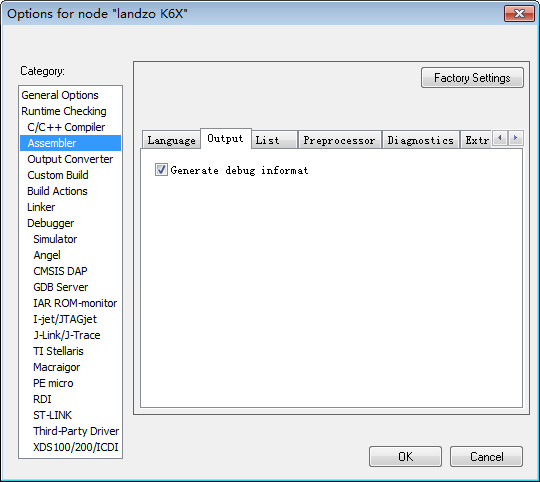 Options for node "landzo K6X"
Category:
Factory Settings
General Options
Runtime Checking
C/C++ Compiler
Assembler
Output Converter
Custom Build
Build Actions
Linker
Debugger
Simulator
Angel
CMSIS DAP
GDB Server
IAR ROM-monitor
I-jet/JTAGjet
J-Link/J-Trace
TI Stellaris
Macraigor
PE micro
RDI
ST-LINK
Third-Party Driver
XDS100/200/ICDI
Language Output List Preprocessor Diagnostics Extr
Generate debug informat
OK Cancel